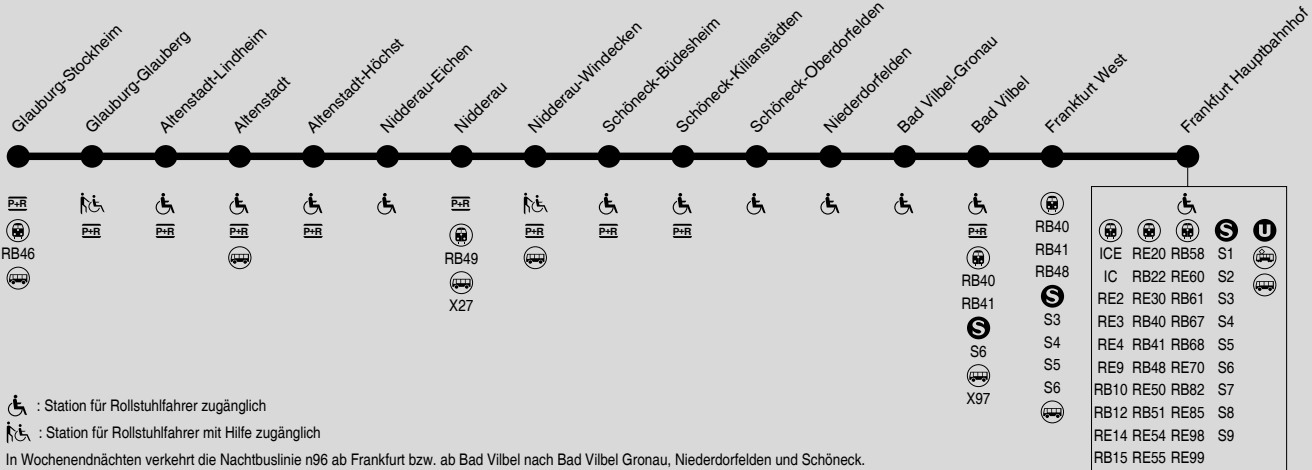 Glauburg-Stockheim
Glauburg-Glauberg
Altenstadt-Lindheim
Altenstadt
Altenstadt-Höchst
Nidderau-Eichen
Nidderau
Nidderau-Windecken
Schöneck-Büdesheim
Schöneck-Kilianstädten
Schöneck-Oberdorfelden
Niederdorfelden
Bad Vilbel-Gronau
Bad Vilbel
Frankfurt West
Frankfurt Hauptbahnhof
P+R
RB46
P+R
P+R
P+R
P+R
P+R
RB49
X27
P+R
P+R
P+R
P+R
RB40
RB41
S
S6
X97
RB40
RB41
RB48
S
S3
S4
S5
S6
S U
ICE RE20 RB58 S1
IC RB22 RE60 S2
RE2 RE30 RB61 S3
RE3 RB40 RB67 S4
RE4 RB41 RB68 S5
RE9 RB48 RE70 S6
RB10 RE50 RB82 S7
RB12 RB51 RE85 S8
RE14 RE54 RE98 S9
RB15 RE55 RE99
: Station für Rollstuhlfahrer zugänglich
: Station für Rollstuhlfahrer mit Hilfe zugänglich
In Wochenendnächten verkehrt die Nachtbuslinie n96 ab Frankfurt bzw. ab Bad Vilbel nach Bad Vilbel Gronau, Niederdorfelden und Schöneck.